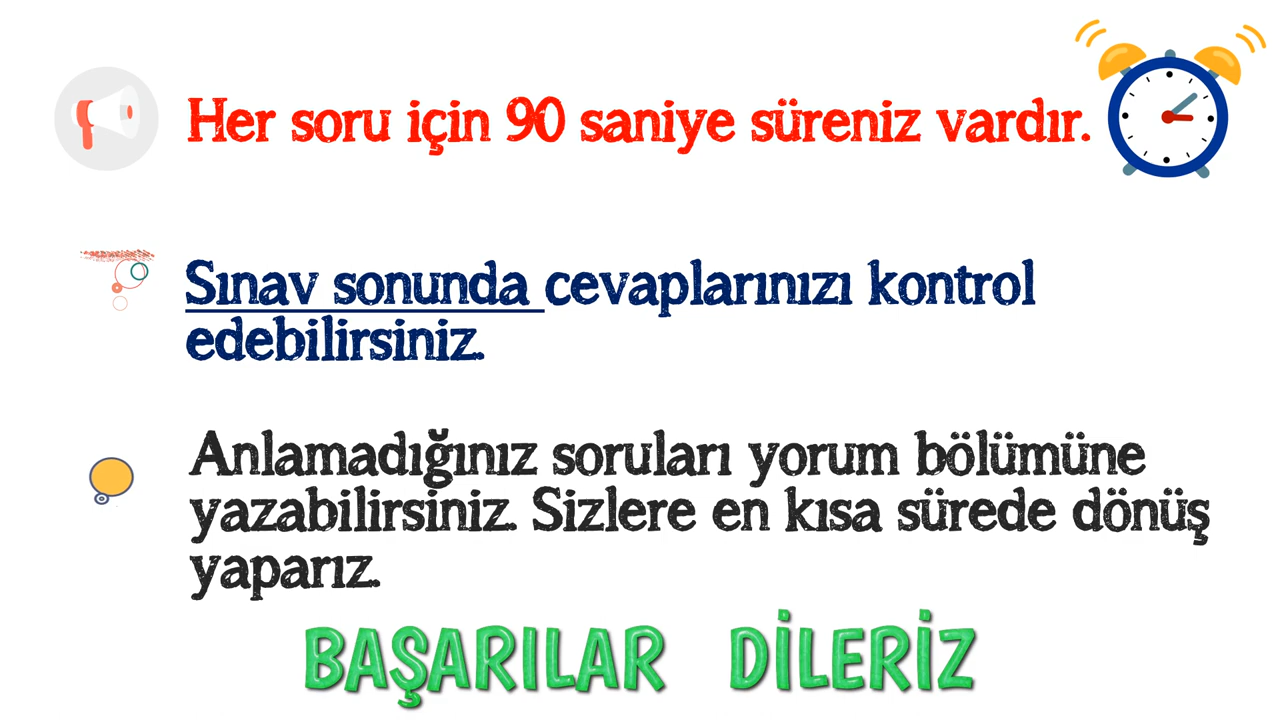 Her soru için 90 saniye süreniz vardır.
Sınav sonunda cevaplarınızı kontrol
edebilirsiniz.
Anlamadığınız soruları yorum bölümüne
yazabilirsiniz. Sizlere en kısa sürede dönüş
yaparız.
BAŞARILAR DİLERİZ